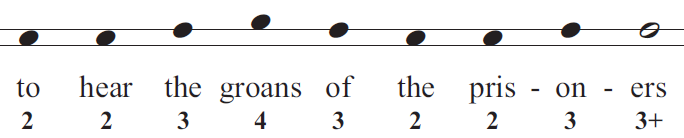 to hear the groans of the pris - on - ers
2 2 3 4 3 2 2 3 3+